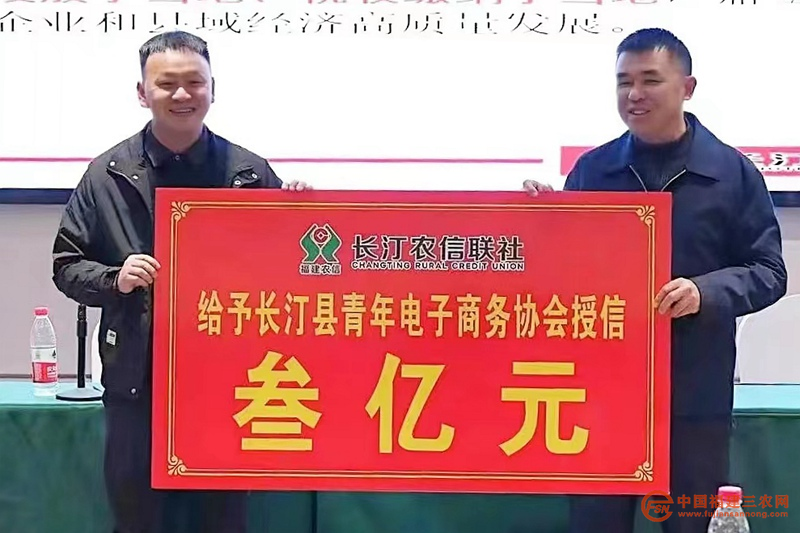 企业和县域经济高质量发展。
福建农信
长汀农信联社
CHANGTING RURAL CREDIT UNION
给予长汀县青年电子商务协会授信
叁亿元
中国福建三农网